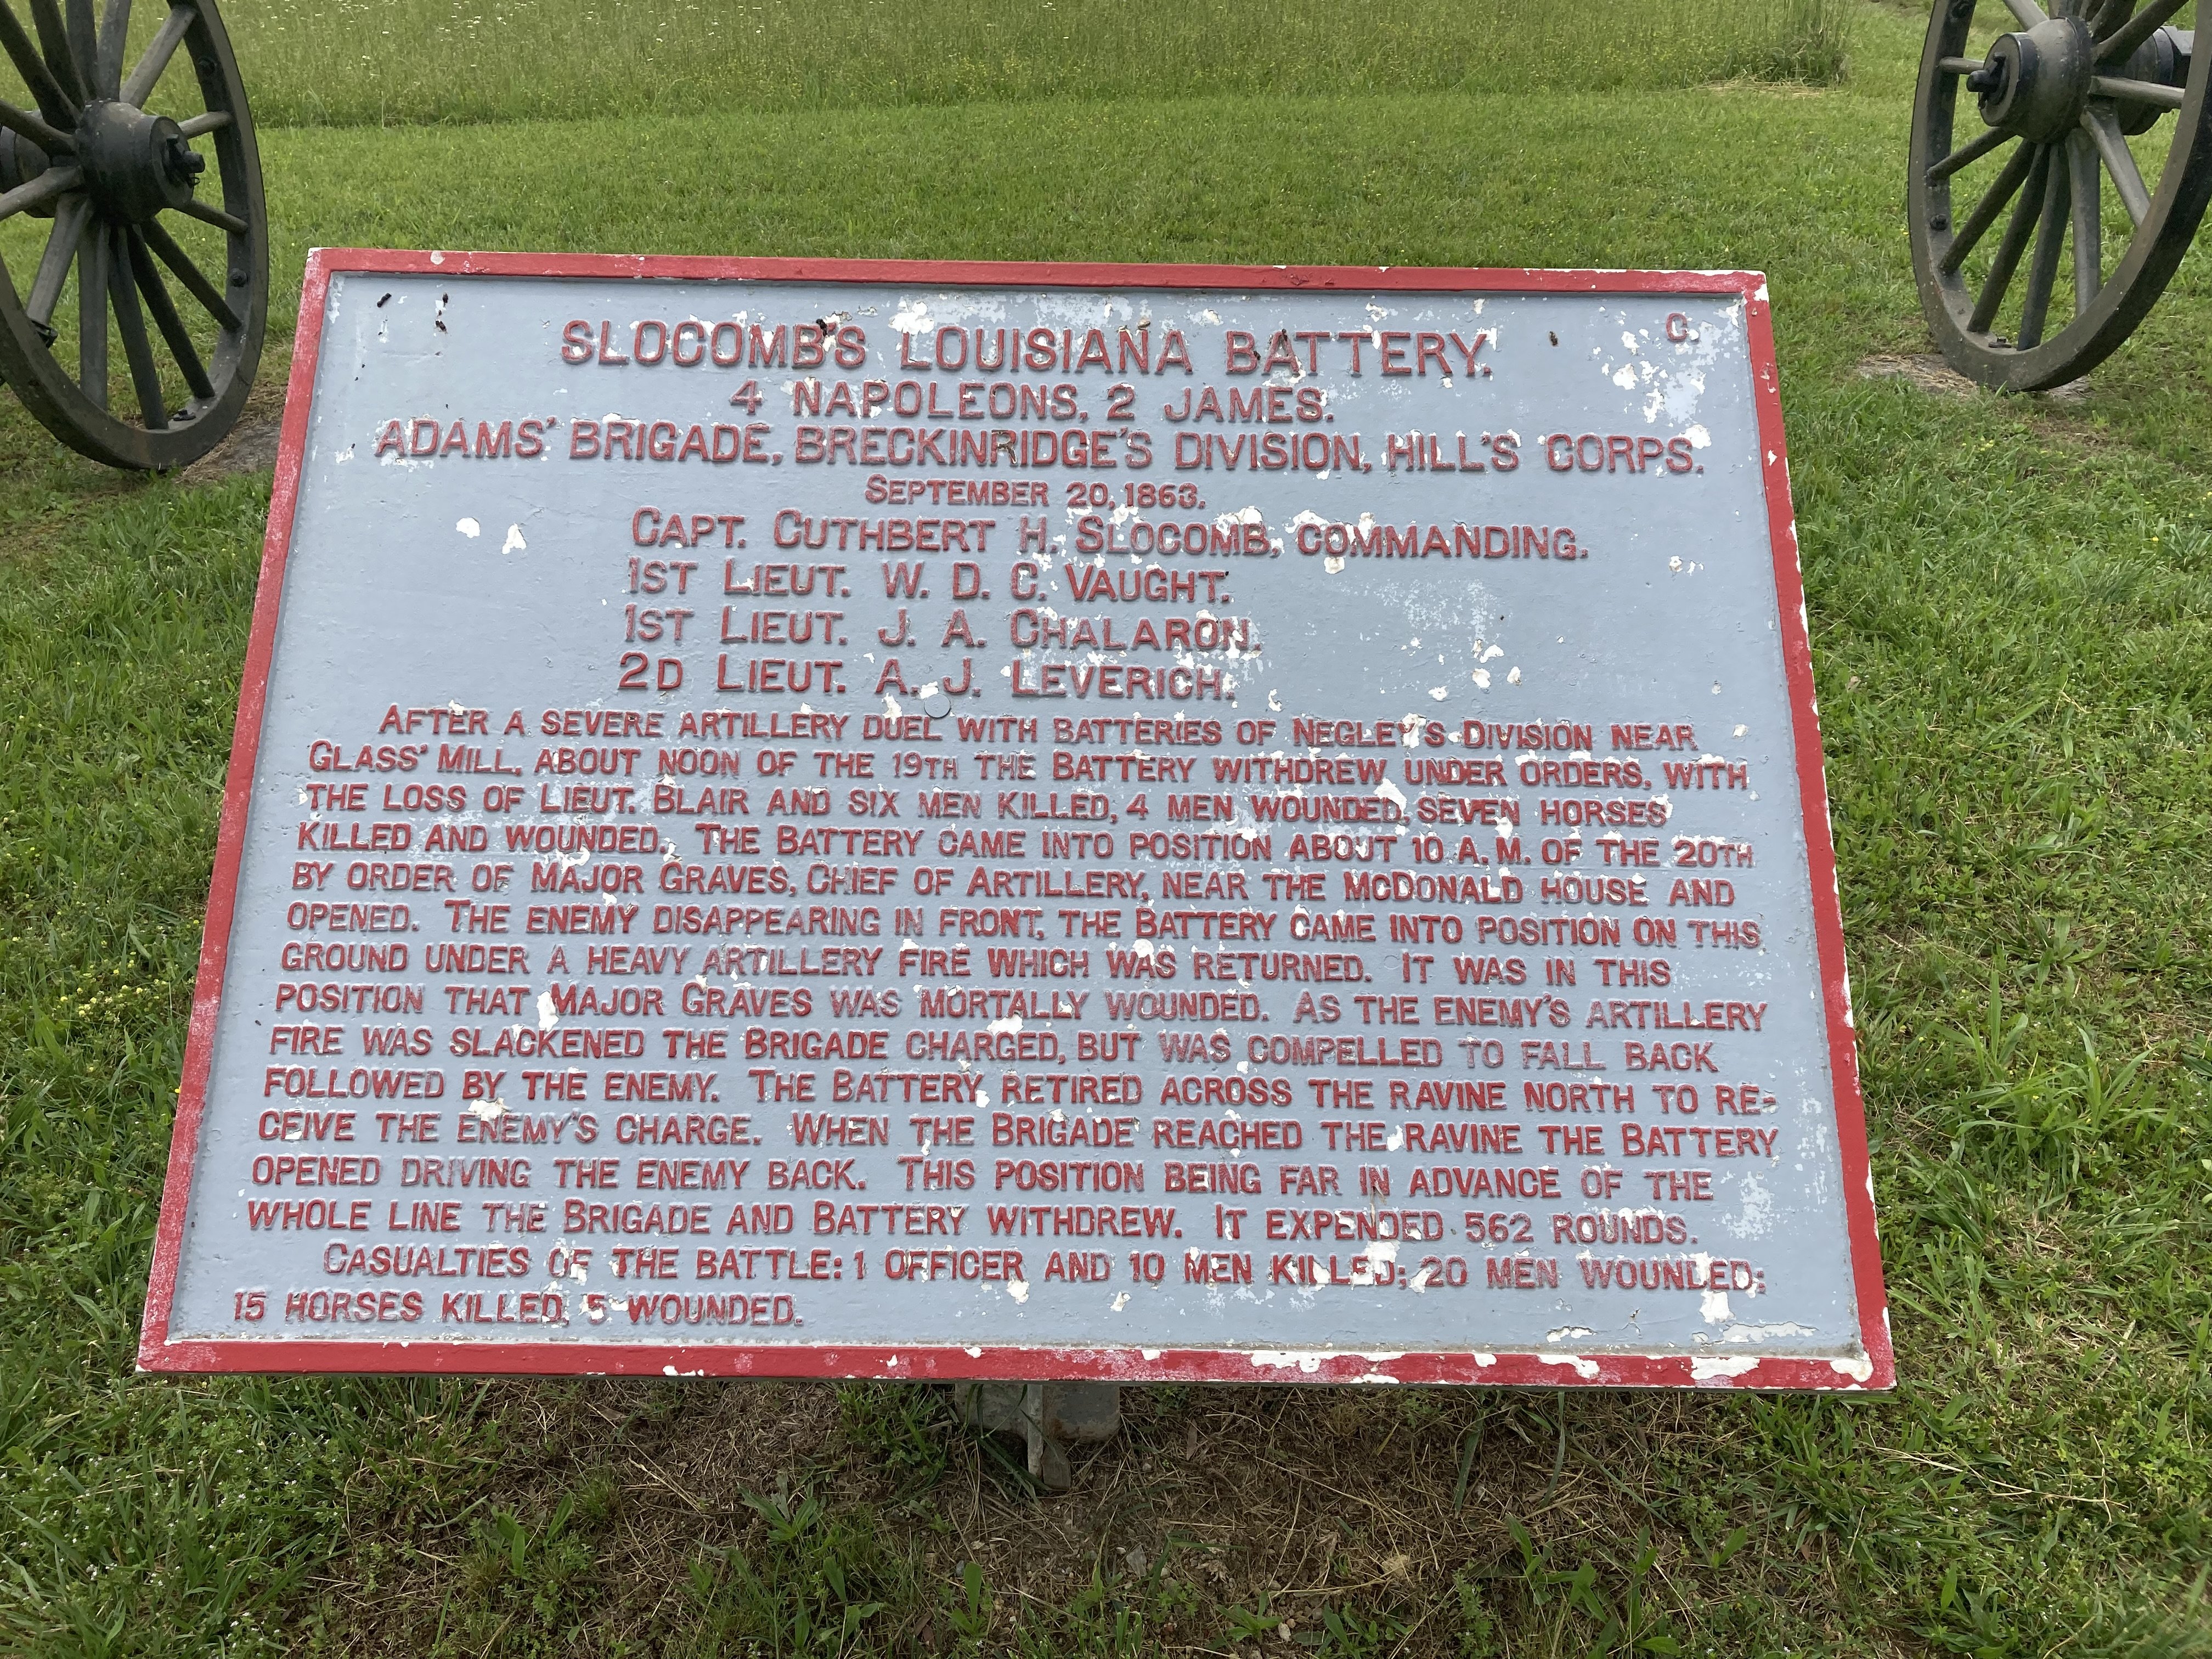 C.
SLOCOMB'S LOUISIANA BATTERY.
4 NAPOLEONS, 2 JAMES.
ADAMS' BRIGADE, BRECKINRIDGE'S DIVISION, HILL'S CORPS.
SEPTEMBER 20, 1863.
CAPT. CUTHBERT H. SLOCOMB, COMMANDING.
1ST LIEUT. W. D. C. VAUGHT.
1ST LIEUT. J. A. CHALARON.
2D LIEUT. A. J. LEVERICH.
AFTER A SEVERE ARTILLERY DUEL WITH BATTERIES OF NEGLEY'S DIVISION NEAR
GLASS' MILL, ABOUT NOON OF THE 19TH THE BATTERY WITHDREW UNDER ORDERS, WITH
THE LOSS OF LIEUT. BLAIR AND SIX MEN KILLED, 4 MEN WOUNDED, SEVEN HORSES
KILLED AND WOUNDED. THE BATTERY CAME INTO POSITION ABOUT 10 A.M. OF THE 20TH
BY ORDER OF MAJOR GRAVES, CHIEF OF ARTILLERY, NEAR THE MCDONALD HOUSE AND
OPENED. THE ENEMY DISAPPEARING IN FRONT, THE BATTERY CAME INTO POSITION ON THIS
GROUND UNDER A HEAVY ARTILLERY FIRE WHICH WAS RETURNED. IT WAS IN THIS
POSITION THAT MAJOR GRAVES WAS MORTALLY WOUNDED. AS THE ENEMY'S ARTILLERY
FIRE WAS SLACKENED THE BRIGADE CHARGED, BUT WAS COMPELLED TO FALL BACK
FOLLOWED BY THE ENEMY. THE BATTERY RETIRED ACROSS THE RAVINE NORTH TO RE-
CEIVE THE ENEMY'S CHARGE. WHEN THE BRIGADE REACHED THE RAVINE THE BATTERY
OPENED DRIVING THE ENEMY BACK. THIS POSITION BEING FAR IN ADVANCE OF THE
WHOLE LINE THE BRIGADE AND BATTERY WITHDREW. IT EXPENDED 562 ROUNDS.
CASUALTIES OF THE BATTLE: 1 OFFICER AND 10 MEN KILLED; 20 MEN WOUNDED;
15 HORSES KILLED, 5 WOUNDED.